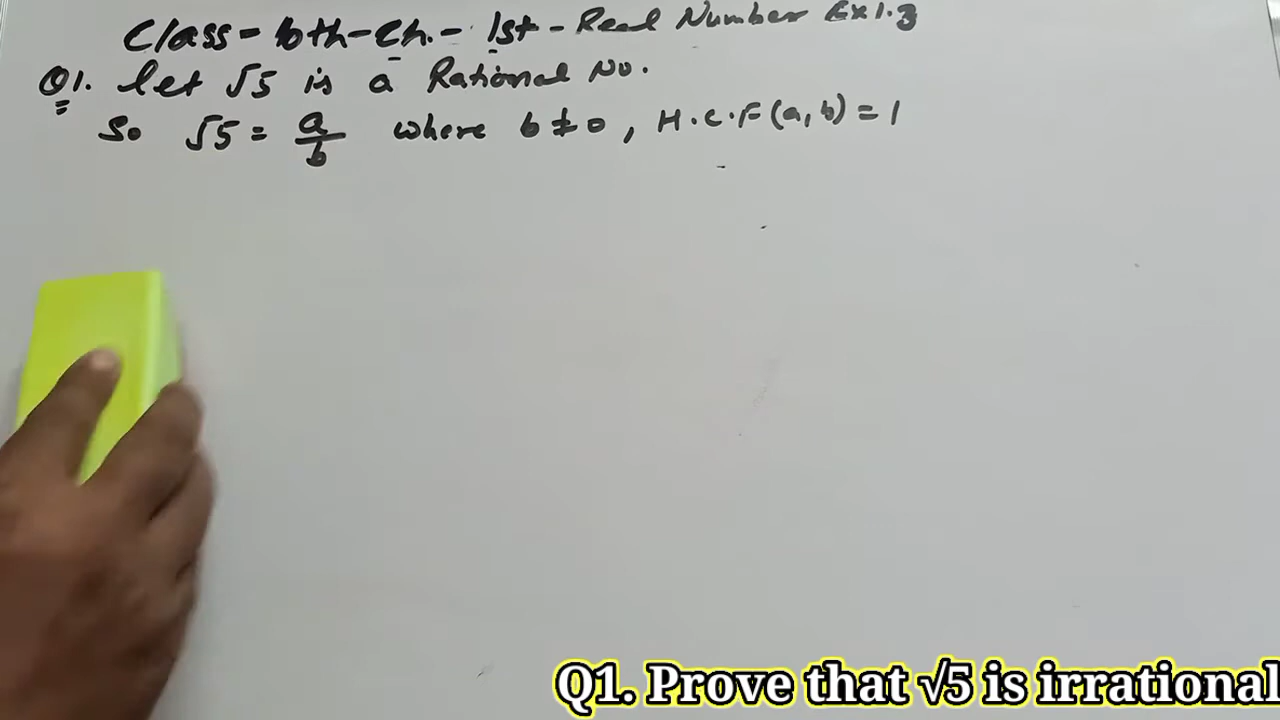 Class - 10th - Ch. - 1st - Real Number Ex 1.3
Q1. let √5 is a Rational No.
So √5 = a/b where b ≠ 0, H.C.F (a, b) = 1
Q1. Prove that √5 is irrational